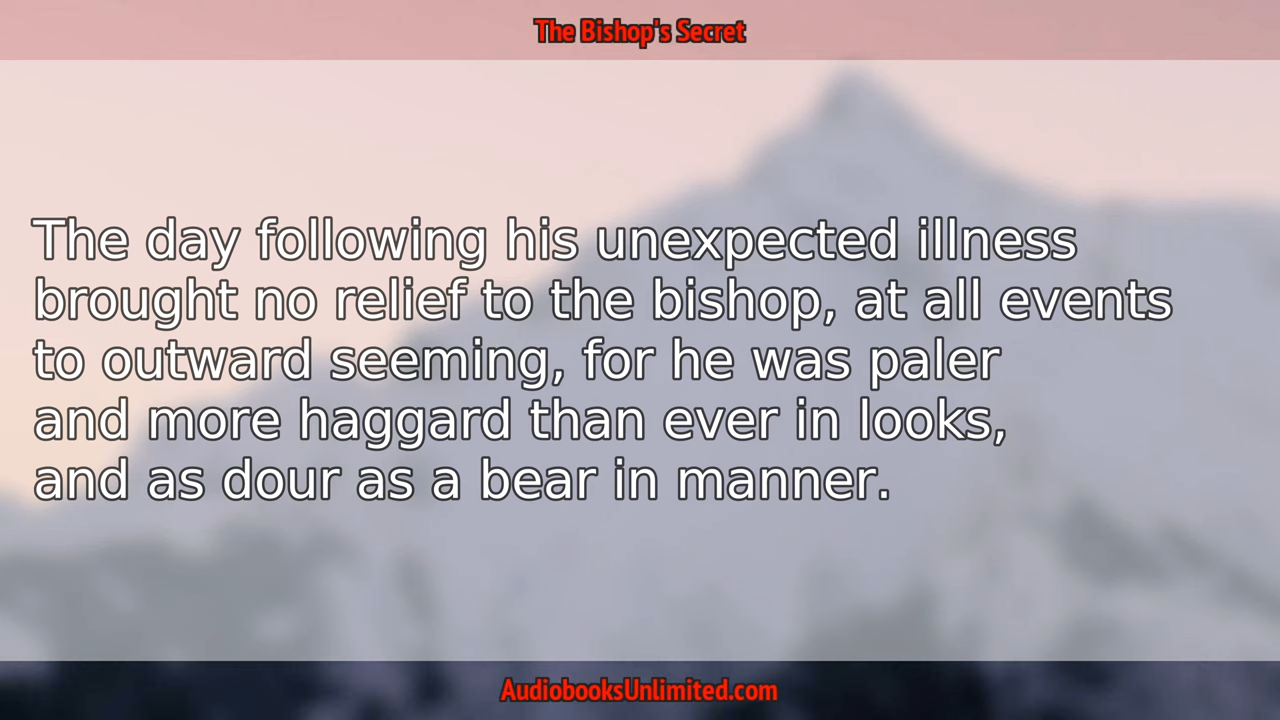 The Bishop's Secret
The day following his unexpected illness
brought no relief to the bishop, at all events
to outward seeming, for he was paler
and more haggard than ever in looks,
and as dour as a bear in manner.
AudiobooksUnlimited.com